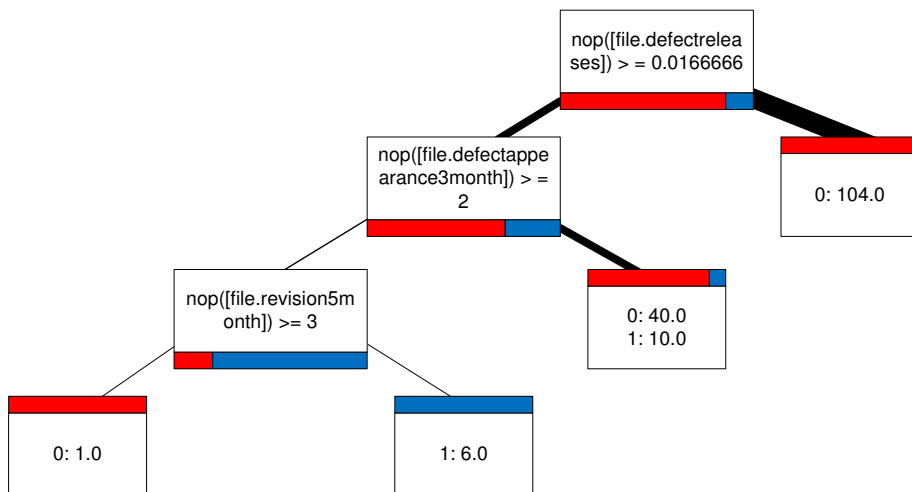 nop([file.defectrelea
ses]) > = 0.0166666
nop([file.defectappe
arance3month]) > =
2
0: 104.0
nop([file.revision5m
onth]) >= 3
0: 40.0
1: 10.0
0: 1.0
1: 6.0